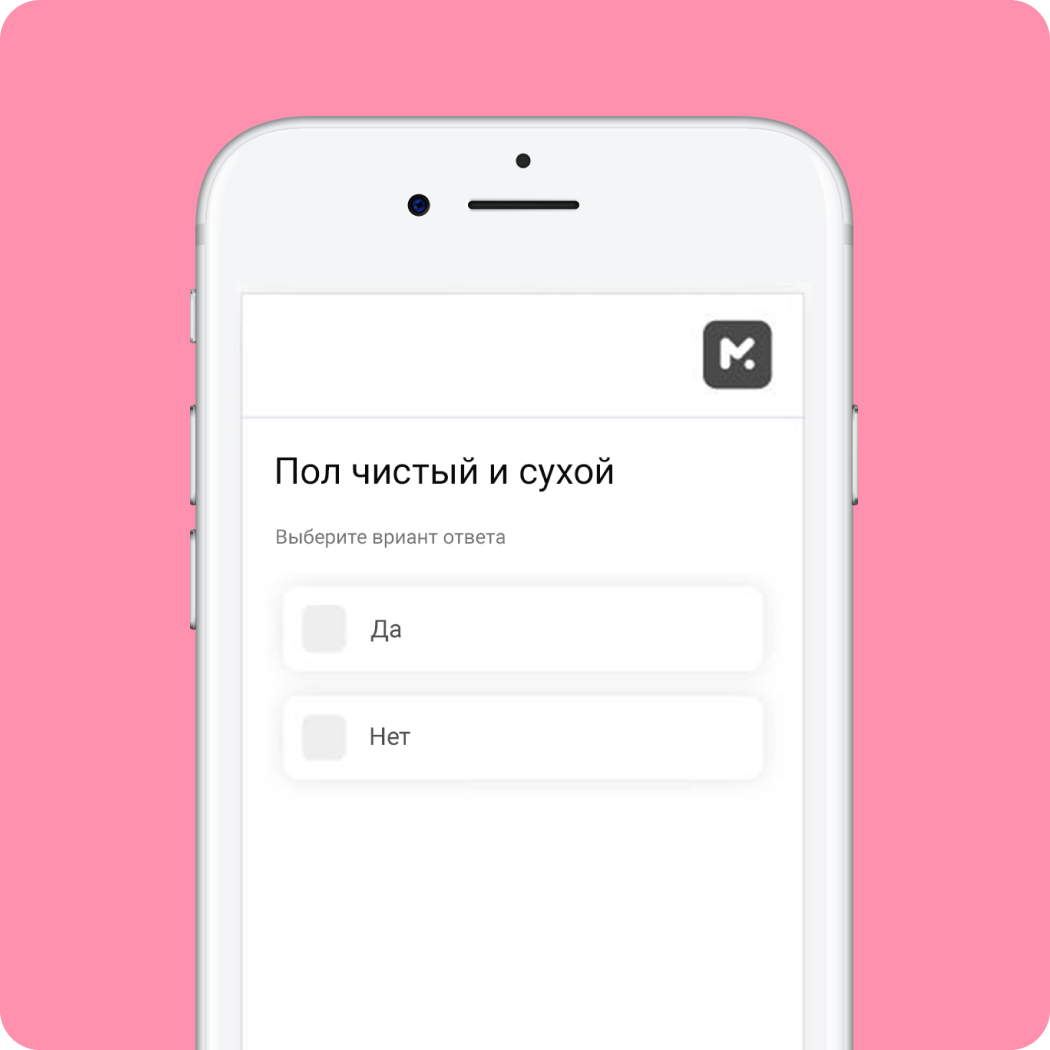 Пол чистый и сухой
Выберите вриант ответа
Да
Нет